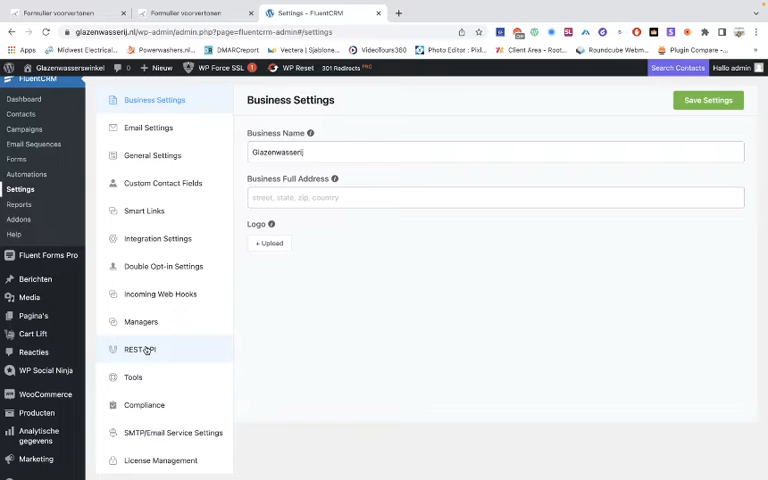 Formulier voorvertonen
Formulier voorvertonen
Settings - FluentCRM
glazenwasserij.nl/wp-admin/admin.php?page=fluentcrm-admin#/settings
Apps
Midwest Electrical...
Powerwashers.nl...
DMARCreport
Vectera | Sjablone...
VideoTours360
Photo Editor : Pixl...
Client Area - Root...
Roundcube Webm...
Plugin Compare -...
Glazenwasserswinkel
0
Nieuw
WP Force SSL
1
WP Reset
301 Redirects PRO
Search Contacts
Hallo admin
FluentCRM
Dashboard
Contacts
Campaigns
Email Sequences
Forms
Automations
Settings
Reports
Addons
Help
Fluent Forms Pro
Berichten
Media
Pagina's
Cart Lift
Reacties
WP Social Ninja
WooCommerce
Producten
Analytische
gegevens
Marketing
Business Settings
Email Settings
General Settings
Custom Contact Fields
Smart Links
Integration Settings
Double Opt-in Settings
Incoming Web Hooks
Managers
REST API
Tools
Compliance
SMTP/Email Service Settings
License Management
Business Settings
Save Settings
Business Name
Glazenwasserij
Business Full Address
street, state, zip, country
Logo
+ Upload